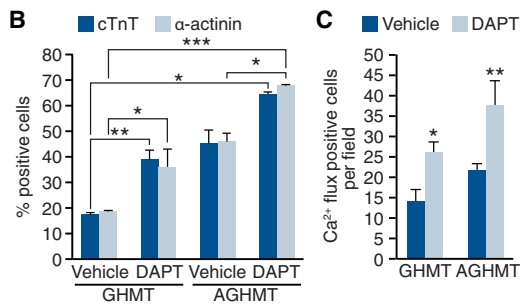 B
cTnT α-actinin
***
*
*
*
**
% positive cells
80
70
60
50
40
30
20
10
0
Vehicle DAPT Vehicle DAPT
GHMT AGHMT
C
Vehicle DAPT
Ca²⁺ flux positive cells
per field
50
45
40
35
30
25
20
15
10
5
0
*
**
GHMT AGHMT